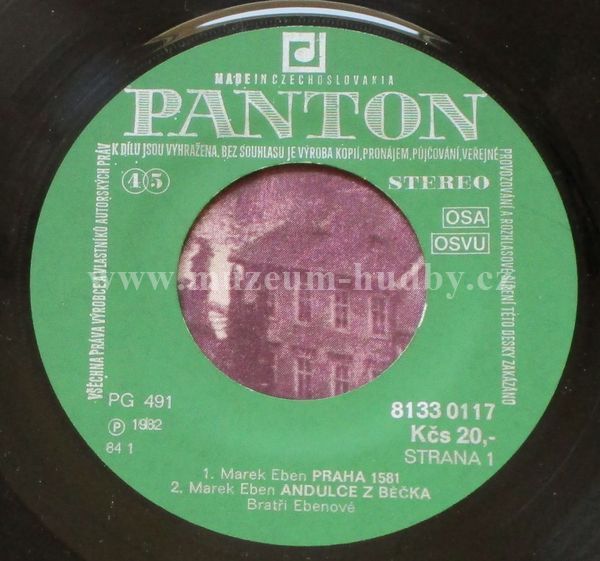 MADE IN CZECHOSLOVAKIA
PANTON
VŠECHNA PRÁVA VÝROBCE A VLASTNÍKŮ AUTORSKÝCH PRÁV
K DÍLU JSOU VYHRAŽENA. BEZ SOUHLASU JE VÝROBA KOPIÍ, PRONÁJEM, PŮJČOVÁNÍ, VEŘEJNÉ
PROVOZOVÁNÍ A ROZHLASOVÉ ŠÍŘENÍ TÉTO DESKY ZAKÁZÁNO
45
STEREO
OSA
OSVU
www.muzeum-hudby.cz
PG 491
8133 0117
Ⓟ 1982
Kčs 20,-
84 1
STRANA 1
1. Marek Eben PRAHA 1581
2. Marek Eben ANDULCE Z BÉČKA
Bratři Ebenové